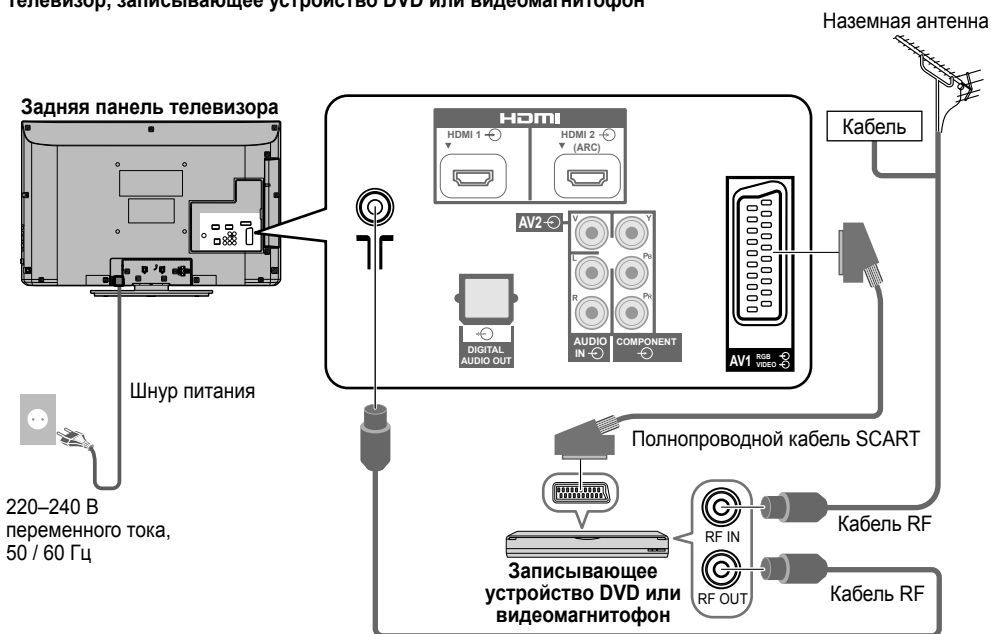 телевизор, записывающее устройство DVD или видеомагнитофон
Наземная антенна
Задняя панель телевизора
Кабель
HDMI
HDMI 1
HDMI 2
(ARC)
AV2
V
Y
L
PB
R
PR
DIGITAL
AUDIO OUT
AUDIO
IN
COMPONENT
AV1
RGB
VIDEO
Шнур питания
Полнопроводной кабель SCART
220–240 В
переменного тока,
50 / 60 Гц
RF IN
Кабель RF
Записывающее
устройство DVD или
видеомагнитофон
RF OUT
Кабель RF